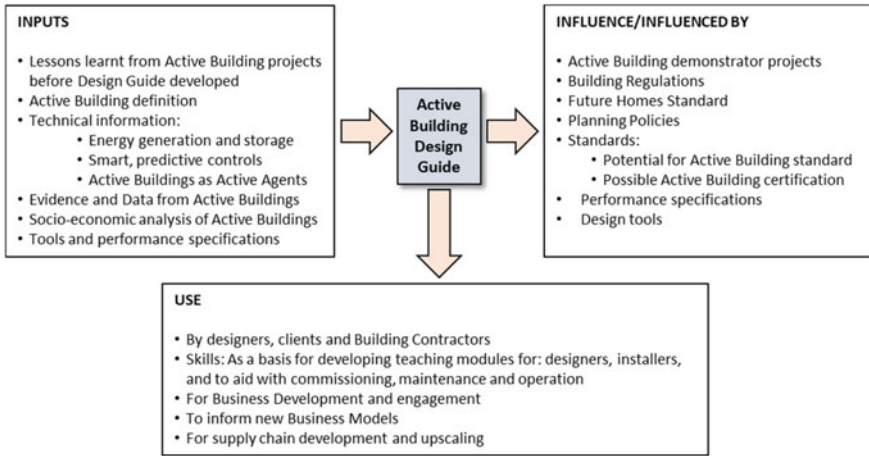 INPUTS
• Lessons learnt from Active Building projects
before Design Guide developed
• Active Building definition
• Technical information:
• Energy generation and storage
• Smart, predictive controls
• Active Buildings as Active Agents
• Evidence and Data from Active Buildings
• Socio-economic analysis of Active Buildings
• Tools and performance specifications
Active
Building
Design
Guide
INFLUENCE/INFLUENCED BY
• Active Building demonstrator projects
• Building Regulations
• Future Homes Standard
• Planning Policies
• Standards:
• Potential for Active Building standard
• Possible Active Building certification
• Performance specifications
• Design tools
USE
• By designers, clients and Building Contractors
• Skills: As a basis for developing teaching modules for: designers, installers,
and to aid with commissioning, maintenance and operation
• For Business Development and engagement
• To inform new Business Models
• For supply chain development and upscaling